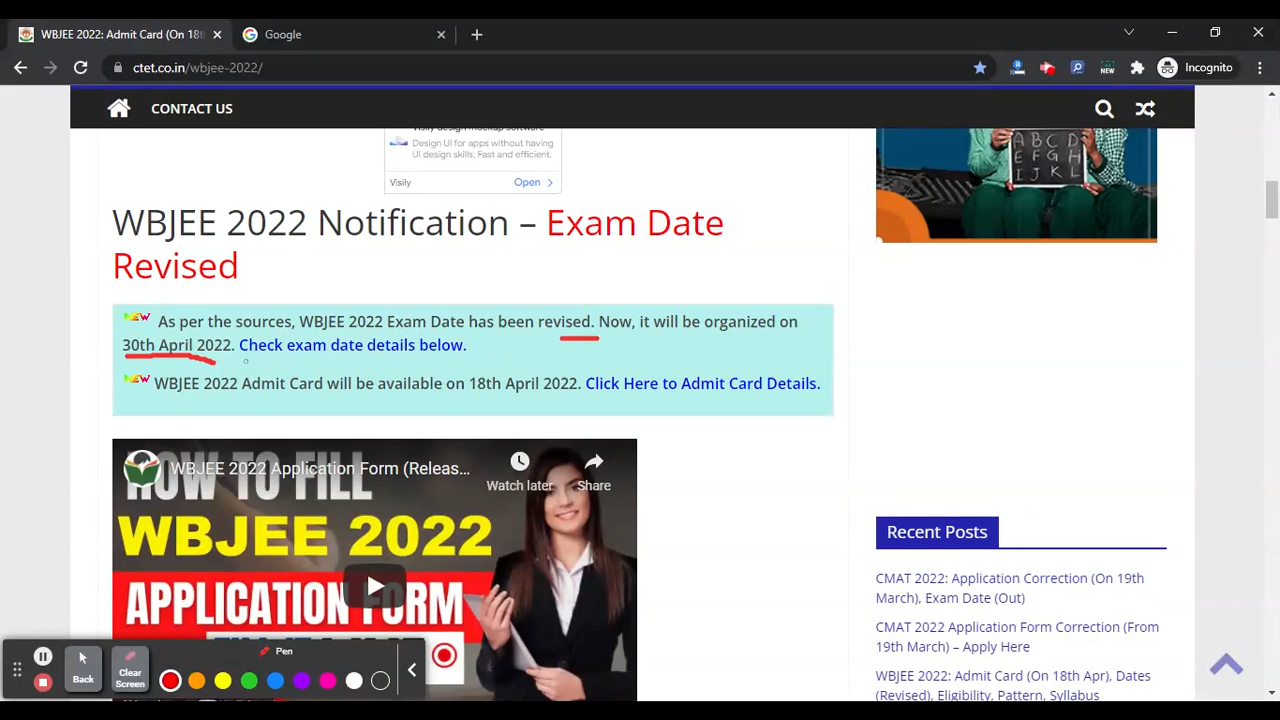 WBJEE 2022: Admit Card (On 18t
Google
ctet.co.in/wbjee-2022/
Incognito
CONTACT US
Visily design mockup software
Design UI for apps without having
UI design skills. Fast and efficient.
Visily
Open
A B C D
E F G H
I J K L
WBJEE 2022 Notification – Exam Date
Revised
NEW As per the sources, WBJEE 2022 Exam Date has been revised. Now, it will be organized on
30th April 2022. Check exam date details below.
NEW WBJEE 2022 Admit Card will be available on 18th April 2022. Click Here to Admit Card Details.
WBJEE 2022 Application Form (Releas...
Watch later
Share
HOW TO FILL
WBJEE 2022
APPLICATION FORM
Recent Posts
CMAT 2022: Application Correction (On 19th
March), Exam Date (Out)
CMAT 2022 Application Form Correction (From
19th March) – Apply Here
WBJEE 2022: Admit Card (On 18th Apr), Dates
(Revised), Eligibility, Pattern, Syllabus
Back
Clear
Screen
Pen